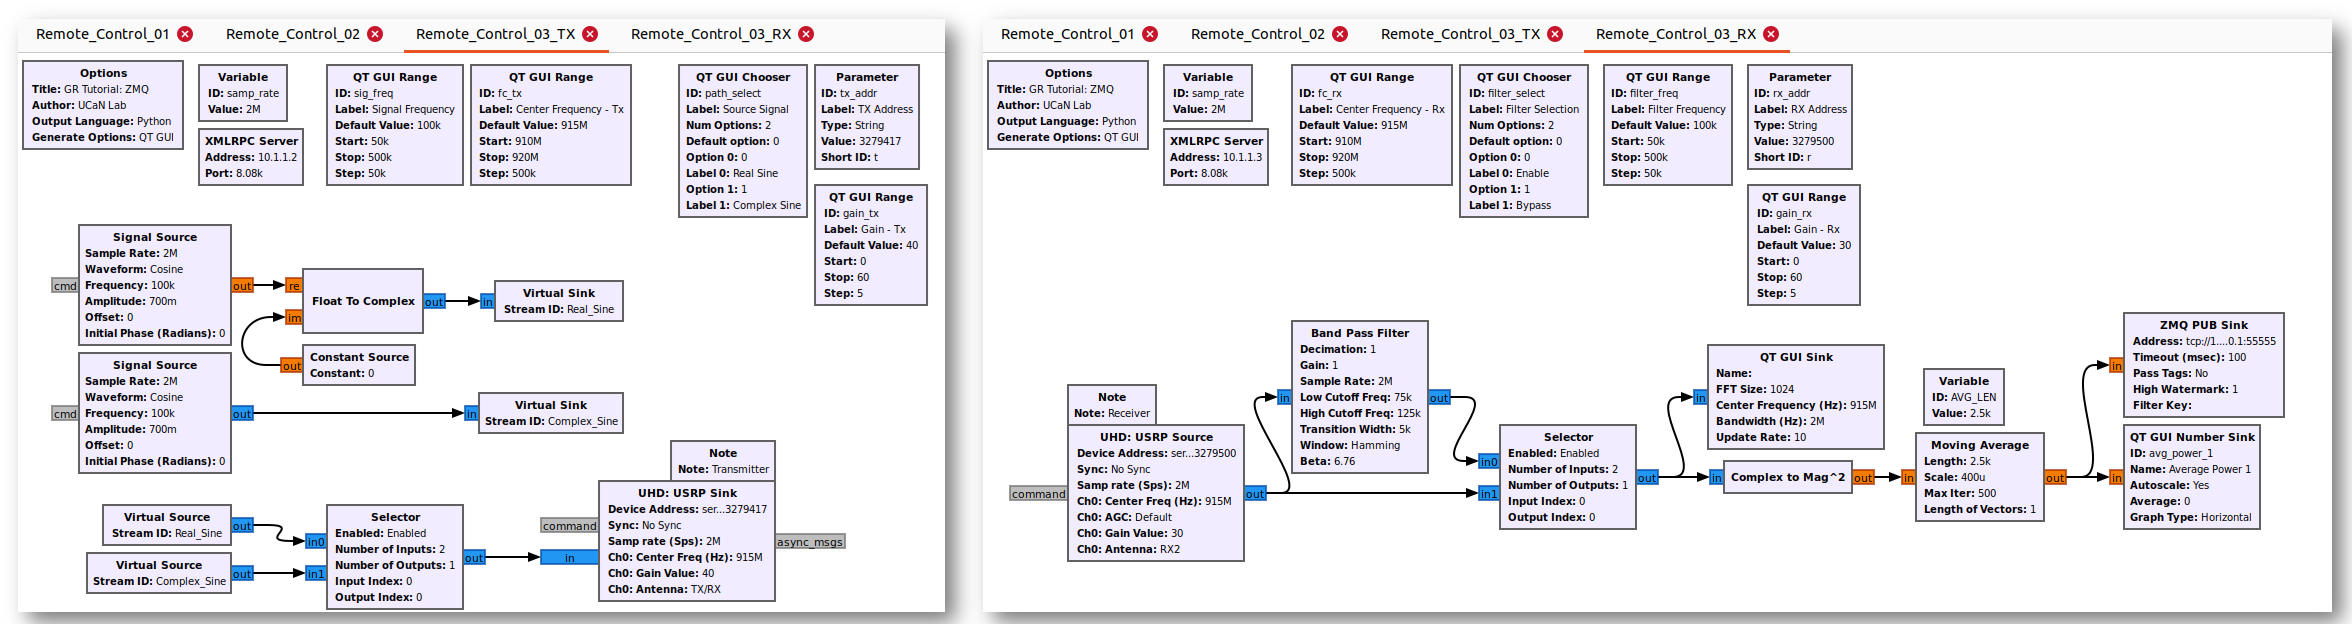 Remote_Control_01
Remote_Control_02
Remote_Control_03_TX
Remote_Control_03_RX
Options
Title: GR Tutorial: ZMQ
Author: UCaN Lab
Output Language: Python
Generate Options: QT GUI
Variable
ID: samp_rate
Value: 2M
XMLRPC Server
Address: 10.1.1.2
Port: 8.08k
QT GUI Range
ID: sig_freq
Label: Signal Frequency
Default Value: 100k
Start: 50k
Stop: 500k
Step: 50k
QT GUI Range
ID: fc_tx
Label: Center Frequency - Tx
Default Value: 915M
Start: 910M
Stop: 920M
Step: 500k
QT GUI Chooser
ID: path_select
Label: Source Signal
Num Options: 2
Default option: 0
Option 0: 0
Label 0: Real Sine
Option 1: 1
Label 1: Complex Sine
Parameter
ID: tx_addr
Label: TX Address
Type: String
Value: 3279417
Short ID: t
QT GUI Range
ID: gain_tx
Label: Gain - Tx
Default Value: 40
Start: 0
Stop: 60
Step: 5
Signal Source
Sample Rate: 2M
Waveform: Cosine
Frequency: 100k
Amplitude: 700m
Offset: 0
Initial Phase (Radians): 0
cmd
out
re
im
Float To Complex
out
in
Virtual Sink
Stream ID: Real_Sine
out
Constant Source
Constant: 0
Signal Source
Sample Rate: 2M
Waveform: Cosine
Frequency: 100k
Amplitude: 700m
Offset: 0
Initial Phase (Radians): 0
cmd
out
in
Virtual Sink
Stream ID: Complex_Sine
Virtual Source
Stream ID: Real_Sine
out
Virtual Source
Stream ID: Complex_Sine
out
in0
in1
Selector
Enabled: Enabled
Number of Inputs: 2
Number of Outputs: 1
Input Index: 0
Output Index: 0
out
Note
Note: Transmitter
command
in
UHD: USRP Sink
Device Address: ser...3279417
Sync: No Sync
Samp rate (Sps): 2M
Ch0: Center Freq (Hz): 915M
Ch0: Gain Value: 40
Ch0: Antenna: TX/RX
async_msgs
Remote_Control_01
Remote_Control_02
Remote_Control_03_TX
Remote_Control_03_RX
Options
Title: GR Tutorial: ZMQ
Author: UCaN Lab
Output Language: Python
Generate Options: QT GUI
Variable
ID: samp_rate
Value: 2M
XMLRPC Server
Address: 10.1.1.3
Port: 8.08k
QT GUI Range
ID: fc_rx
Label: Center Frequency - Rx
Default Value: 915M
Start: 910M
Stop: 920M
Step: 500k
QT GUI Chooser
ID: filter_select
Label: Filter Selection
Num Options: 2
Default option: 0
Option 0: 0
Label 0: Enable
Option 1: 1
Label 1: Bypass
QT GUI Range
ID: filter_freq
Label: Filter Frequency
Default Value: 100k
Start: 50k
Stop: 500k
Step: 50k
Parameter
ID: rx_addr
Label: RX Address
Type: String
Value: 3279500
Short ID: r
QT GUI Range
ID: gain_rx
Label: Gain - Rx
Default Value: 30
Start: 0
Stop: 60
Step: 5
Note
Note: Receiver
command
UHD: USRP Source
Device Address: ser...3279500
Sync: No Sync
Samp rate (Sps): 2M
Ch0: Center Freq (Hz): 915M
Ch0: AGC: Default
Ch0: Gain Value: 30
Ch0: Antenna: RX2
out
in
Band Pass Filter
Decimation: 1
Gain: 1
Sample Rate: 2M
Low Cutoff Freq: 75k
High Cutoff Freq: 125k
Transition Width: 5k
Window: Hamming
Beta: 6.76
out
in0
in1
Selector
Enabled: Enabled
Number of Inputs: 2
Number of Outputs: 1
Input Index: 0
Output Index: 0
out
in
QT GUI Sink
Name:
FFT Size: 1024
Center Frequency (Hz): 915M
Bandwidth (Hz): 2M
Update Rate: 10
in
Complex to Mag^2
out
Variable
ID: AVG_LEN
Value: 2.5k
in
Moving Average
Length: 2.5k
Scale: 400u
Max Iter: 500
Length of Vectors: 1
out
in
ZMQ PUB Sink
Address: tcp://1....0.1:55555
Timeout (msec): 100
Pass Tags: No
High Watermark: 1
Filter Key:
in
QT GUI Number Sink
ID: avg_power_1
Name: Average Power 1
Autoscale: Yes
Average: 0
Graph Type: Horizontal